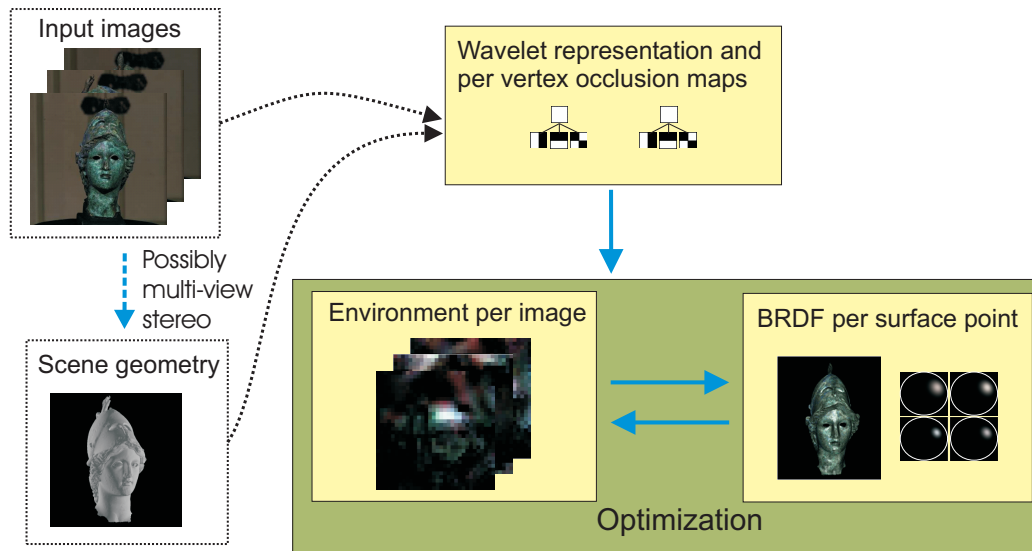 Input images
Wavelet representation and
per vertex occlusion maps
Possibly
multi-view
stereo
Scene geometry
Environment per image
BRDF per surface point
Optimization